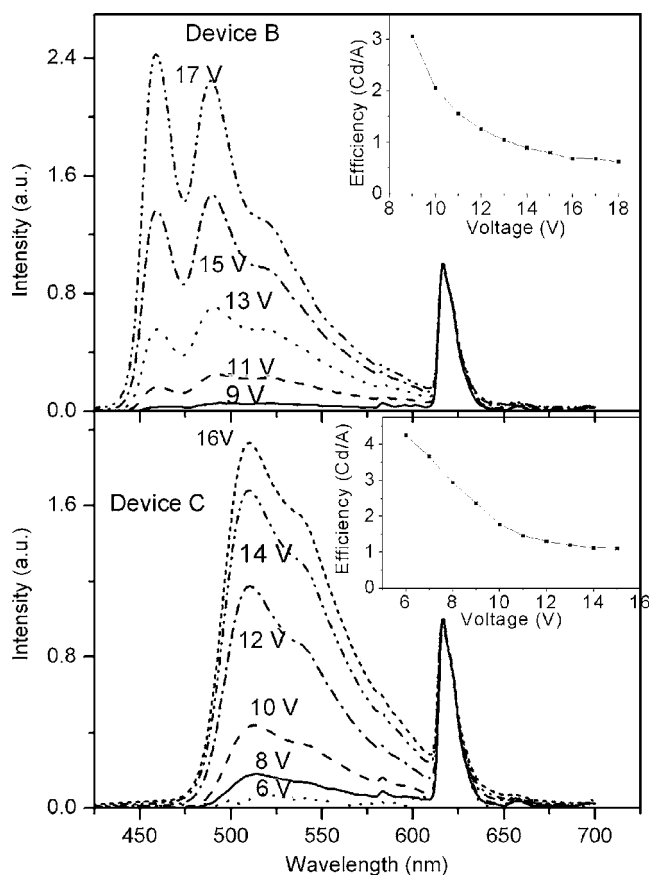 Device B
17 V
15 V
13 V
11 V
9 V
2.4
1.6
0.8
0.0
Intensity (a.u.)
3
2
1
0
Efficiency (Cd/A)
8 10 12 14 16 18
Voltage (V)
Device C
16V
14 V
12 V
10 V
8 V
6 V
1.6
0.8
0.0
Intensity (a.u.)
4
3
2
1
0
Efficiency (Cd/A)
6 8 10 12 14 16
Voltage (V)
450 500 550 600 650 700
Wavelength (nm)